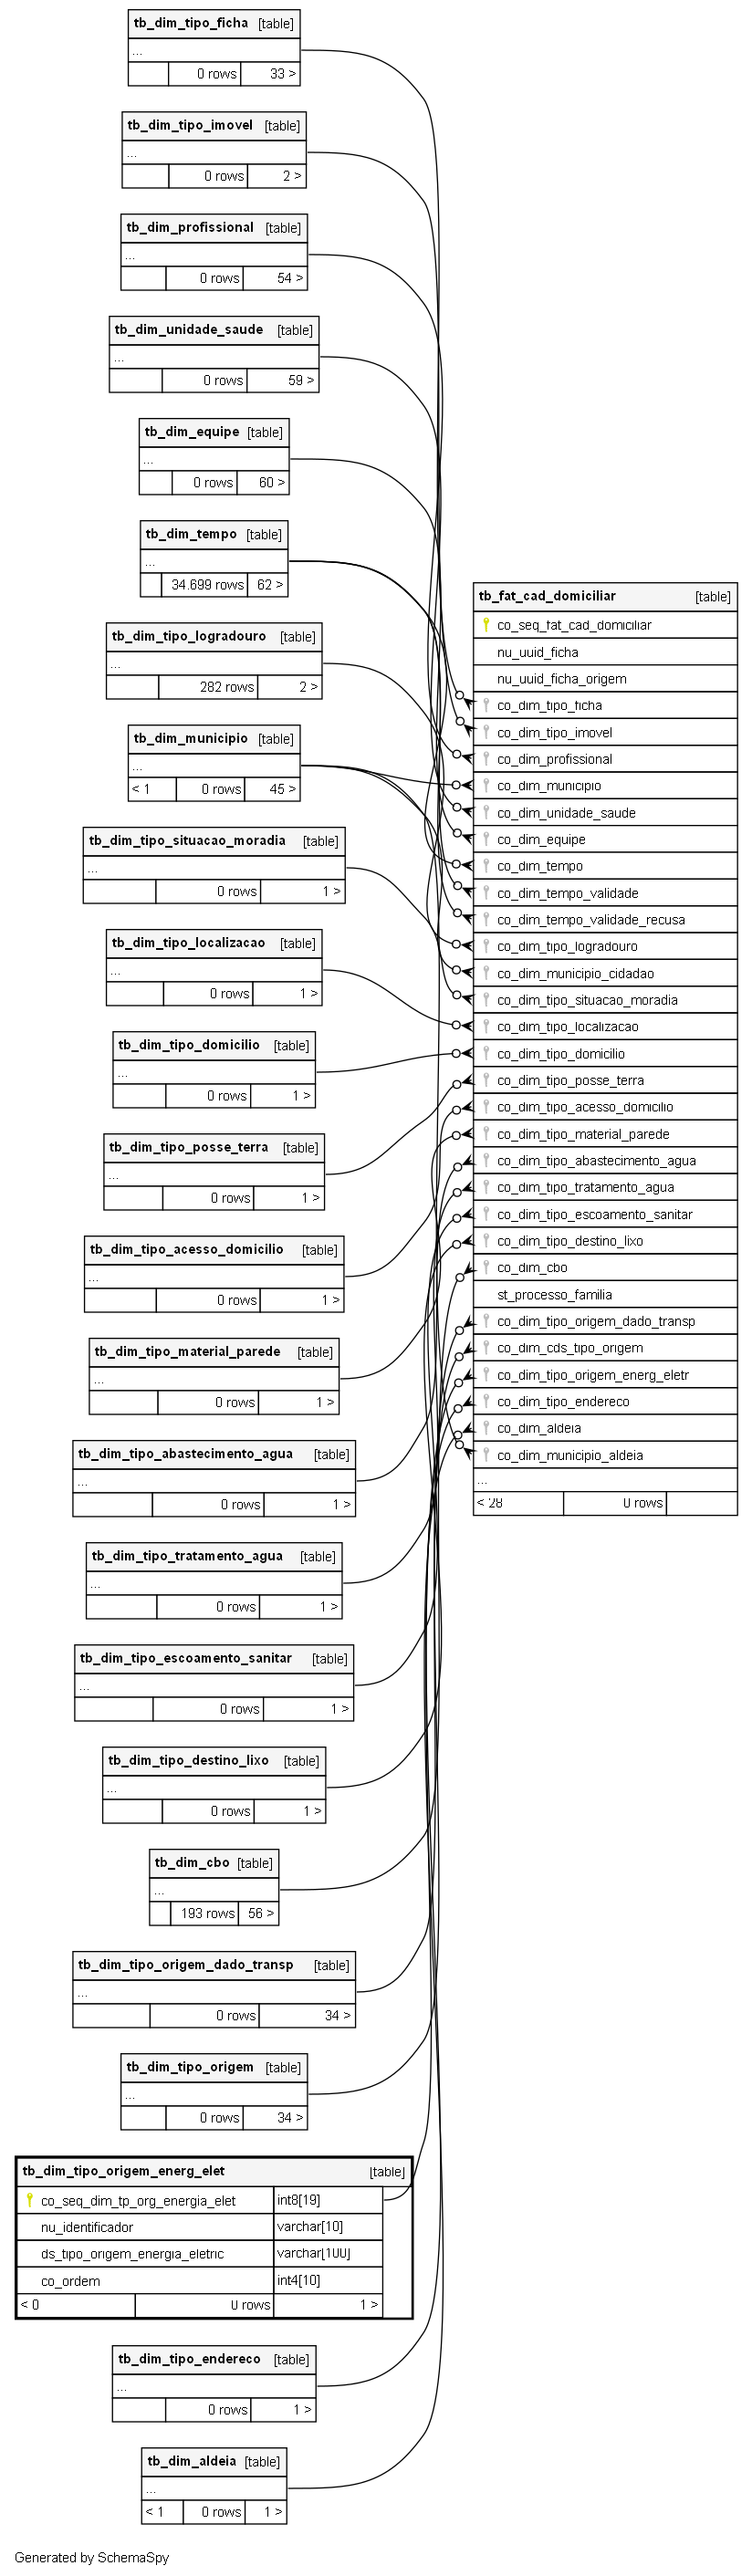 tb_dim_tipo_ficha [table]
...
0 rows 33 >
tb_dim_tipo_imovel [table]
...
0 rows 2 >
tb_dim_profissional [table]
...
0 rows 54 >
tb_dim_unidade_saude [table]
...
0 rows 59 >
tb_dim_equipe [table]
...
0 rows 60 >
tb_dim_tempo [table]
...
34.699 rows 62 >
tb_dim_tipo_logradouro [table]
...
282 rows 2 >
tb_dim_municipio [table]
...
< 1 0 rows 45 >
tb_dim_tipo_situacao_moradia [table]
...
0 rows 1 >
tb_dim_tipo_localizacao [table]
...
0 rows 1 >
tb_dim_tipo_domicilio [table]
...
0 rows 1 >
tb_dim_tipo_posse_terra [table]
...
0 rows 1 >
tb_dim_tipo_acesso_domicilio [table]
...
0 rows 1 >
tb_dim_tipo_material_parede [table]
...
0 rows 1 >
tb_dim_tipo_abastecimento_agua [table]
...
0 rows 1 >
tb_dim_tipo_tratamento_agua [table]
...
0 rows 1 >
tb_dim_tipo_escoamento_sanitar [table]
...
0 rows 1 >
tb_dim_tipo_destino_lixo [table]
...
0 rows 1 >
tb_dim_cbo [table]
...
193 rows 56 >
tb_dim_tipo_origem_dado_transp [table]
...
0 rows 34 >
tb_dim_tipo_origem [table]
...
0 rows 34 >
tb_dim_tipo_origem_energ_elet [table]
co_seq_dim_tp_org_energia_elet int8[19]
nu_identificador varchar[10]
ds_tipo_origem_energia_eletric varchar[100]
co_ordem int4[10]
< 0 0 rows 1 >
tb_dim_tipo_endereco [table]
...
0 rows 1 >
tb_dim_aldeia [table]
...
< 1 0 rows 1 >
tb_fat_cad_domiciliar [table]
co_seq_fat_cad_domiciliar
nu_uuid_ficha
nu_uuid_ficha_origem
co_dim_tipo_ficha
co_dim_tipo_imovel
co_dim_profissional
co_dim_municipio
co_dim_unidade_saude
co_dim_equipe
co_dim_tempo
co_dim_tempo_validade
co_dim_tempo_validade_recusa
co_dim_tipo_logradouro
co_dim_municipio_cidadao
co_dim_tipo_situacao_moradia
co_dim_tipo_localizacao
co_dim_tipo_domicilio
co_dim_tipo_posse_terra
co_dim_tipo_acesso_domicilio
co_dim_tipo_material_parede
co_dim_tipo_abastecimento_agua
co_dim_tipo_tratamento_agua
co_dim_tipo_escoamento_sanitar
co_dim_tipo_destino_lixo
co_dim_cbo
st_processo_familia
co_dim_tipo_origem_dado_transp
co_dim_cds_tipo_origem
co_dim_tipo_origem_energ_eletr
co_dim_tipo_endereco
co_dim_aldeia
co_dim_municipio_aldeia
...
< 28 0 rows
Generated by SchemaSpy